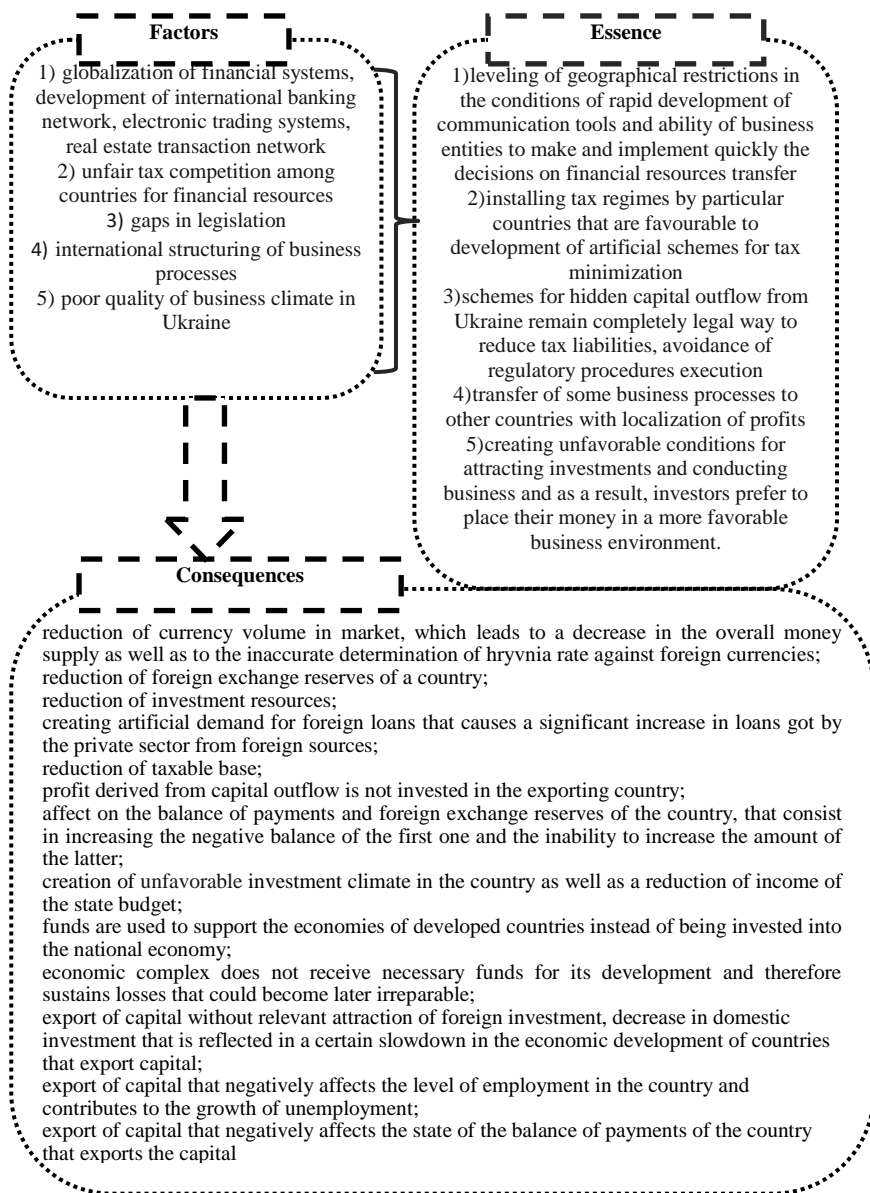 Factors
1) globalization of financial systems,
development of international banking
network, electronic trading systems,
real estate transaction network
2) unfair tax competition among
countries for financial resources
3) gaps in legislation
4) international structuring of business
processes
5) poor quality of business climate in
Ukraine
Essence
1)leveling of geographical restrictions in
the conditions of rapid development of
communication tools and ability of business
entities to make and implement quickly the
decisions on financial resources transfer
2)installing tax regimes by particular
countries that are favourable to
development of artificial schemes for tax
minimization
3)schemes for hidden capital outflow from
Ukraine remain completely legal way to
reduce tax liabilities, avoidance of
regulatory procedures execution
4)transfer of some business processes to
other countries with localization of profits
5)creating unfavorable conditions for
attracting investments and conducting
business and as a result, investors prefer to
place their money in a more favorable
business environment.
Consequences
reduction of currency volume in market, which leads to a decrease in the overall money
supply as well as to the inaccurate determination of hryvnia rate against foreign currencies;
reduction of foreign exchange reserves of a country;
reduction of investment resources;
creating artificial demand for foreign loans that causes a significant increase in loans got by
the private sector from foreign sources;
reduction of taxable base;
profit derived from capital outflow is not invested in the exporting country;
affect on the balance of payments and foreign exchange reserves of the country, that consist
in increasing the negative balance of the first one and the inability to increase the amount of
the latter;
creation of unfavorable investment climate in the country as well as a reduction of income of
the state budget;
funds are used to support the economies of developed countries instead of being invested into
the national economy;
economic complex does not receive necessary funds for its development and therefore
sustains losses that could become later irreparable;
export of capital without relevant attraction of foreign investment, decrease in domestic
investment that is reflected in a certain slowdown in the economic development of countries
that export capital;
export of capital that negatively affects the level of employment in the country and
contributes to the growth of unemployment;
export of capital that negatively affects the state of the balance of payments of the country
that exports the capital